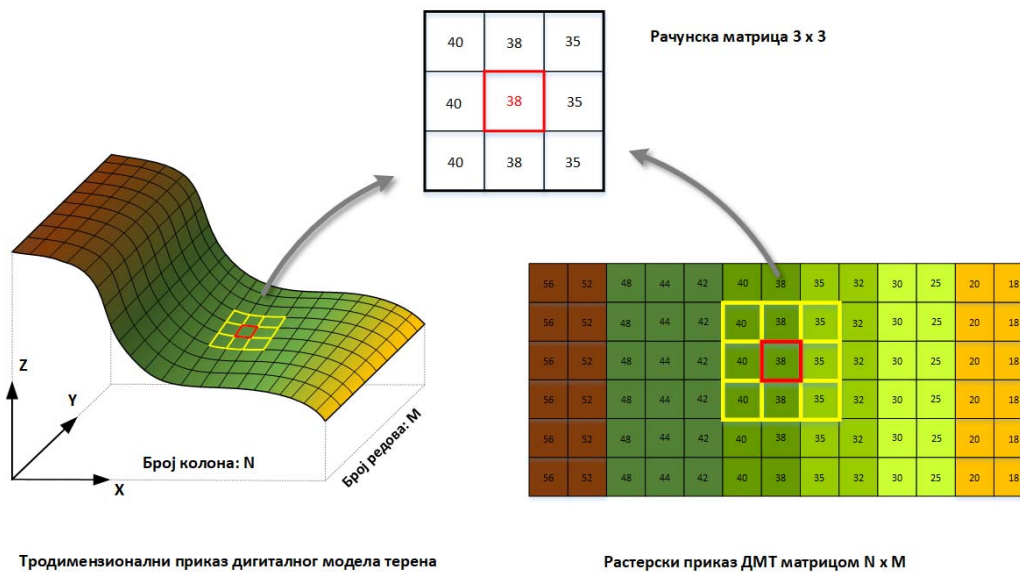 40 38 35
Рачунска матрица 3 x 3
40 38 35
40 38 35
56 52 48 44 42 40 38 35 32 30 25 20 18
56 52 48 44 42 40 38 35 32 30 25 20 18
56 52 48 44 42 40 38 35 32 30 25 20 18
56 52 48 44 42 40 38 35 32 30 25 20 18
56 52 48 44 42 40 38 35 32 30 25 20 18
56 52 48 44 42 40 38 35 32 30 25 20 18
Z
Y
X
Број колона: N
Број редова: M
Тродимензионални приказ дигиталног модела терена
Растерски приказ ДМТ матрицом N x M